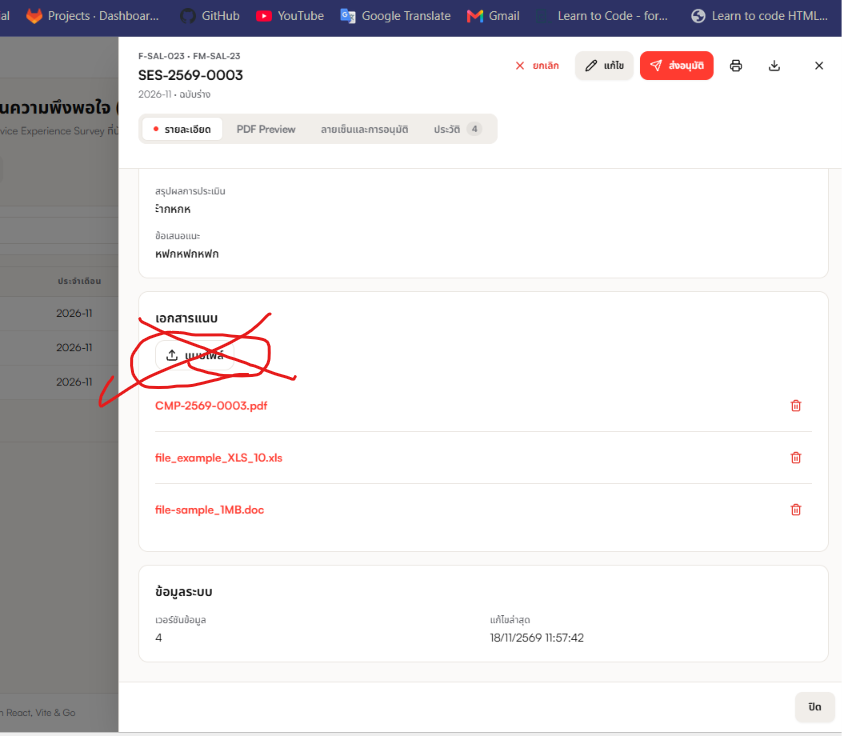 Projects · Dashboar...
GitHub
YouTube
Google Translate
Gmail
Learn to Code - for...
Learn to code HTML...
F-SAL-023 • FM-SAL-23
SES-2569-0003
2026-11 • ฉบับร่าง
ยกเลิก
แก้ไข
ส่งอนุมัติ
นความพึงพอใจ (
vice Experience Survey
รายละเอียด
PDF Preview
ลายเซ็นและการอนุมัติ
ประวัติ 4
สรุปผลการประเมิน
ข้อเสนอแนะ
หฟกหฟกหฟก
ประจำเดือน
2026-11
2026-11
2026-11
เอกสารแนบ
แนบไฟล์
CMP-2569-0003.pdf
file_example_XLS_10.xls
file-sample_1MB.doc
ข้อมูลระบบ
เวอร์ชันข้อมูล
4
แก้ไขล่าสุด
18/11/2569 11:57:42
React, Vite & Go
ปิด